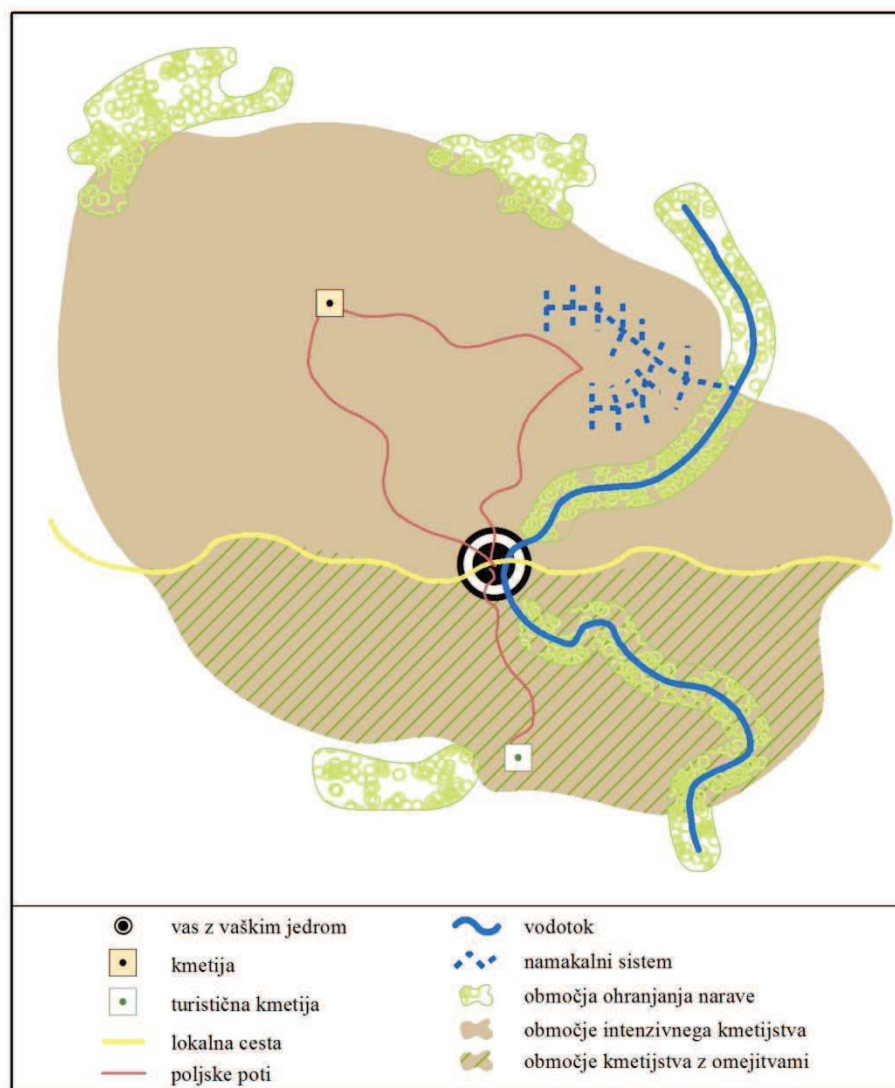 vas z vaškim jedrom
kmetija
turistična kmetija
lokalna cesta
poljske poti
vodotok
namakalni sistem
območja ohranjanja narave
območje intenzivnega kmetijstva
območje kmetijstva z omejitvami